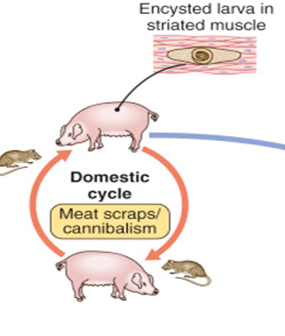 Encysted larva in
striated muscle
Domestic
cycle
Meat scraps/
cannibalism